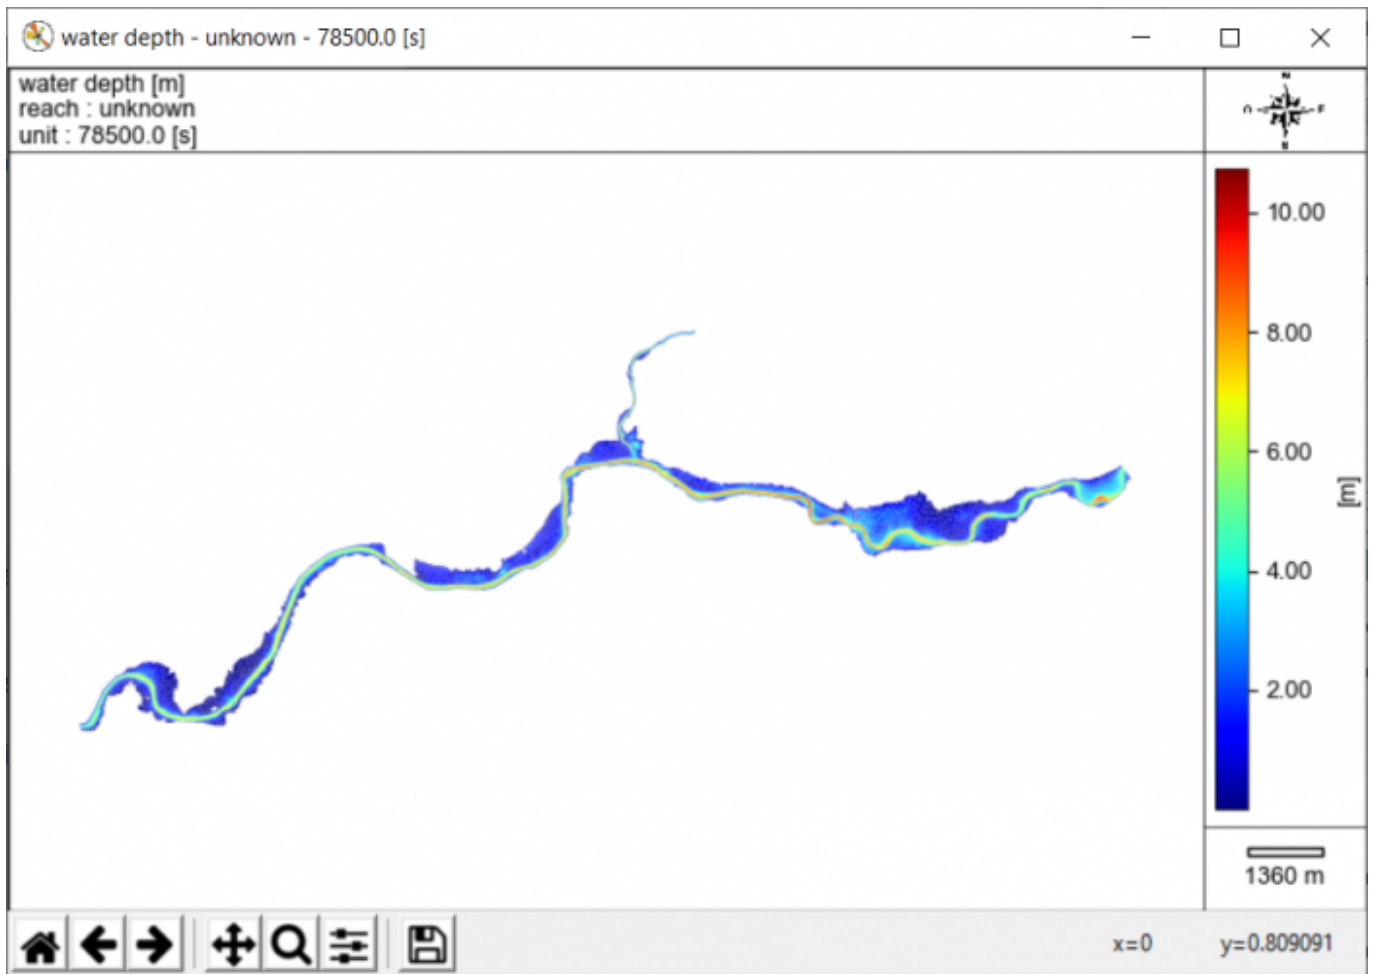 water depth - unknown - 78500.0 [s]
water depth [m]
reach : unknown
unit : 78500.0 [s]
N
O E
S
10.00
8.00
6.00
[m]
4.00
2.00
1360 m
x=0 y=0.809091